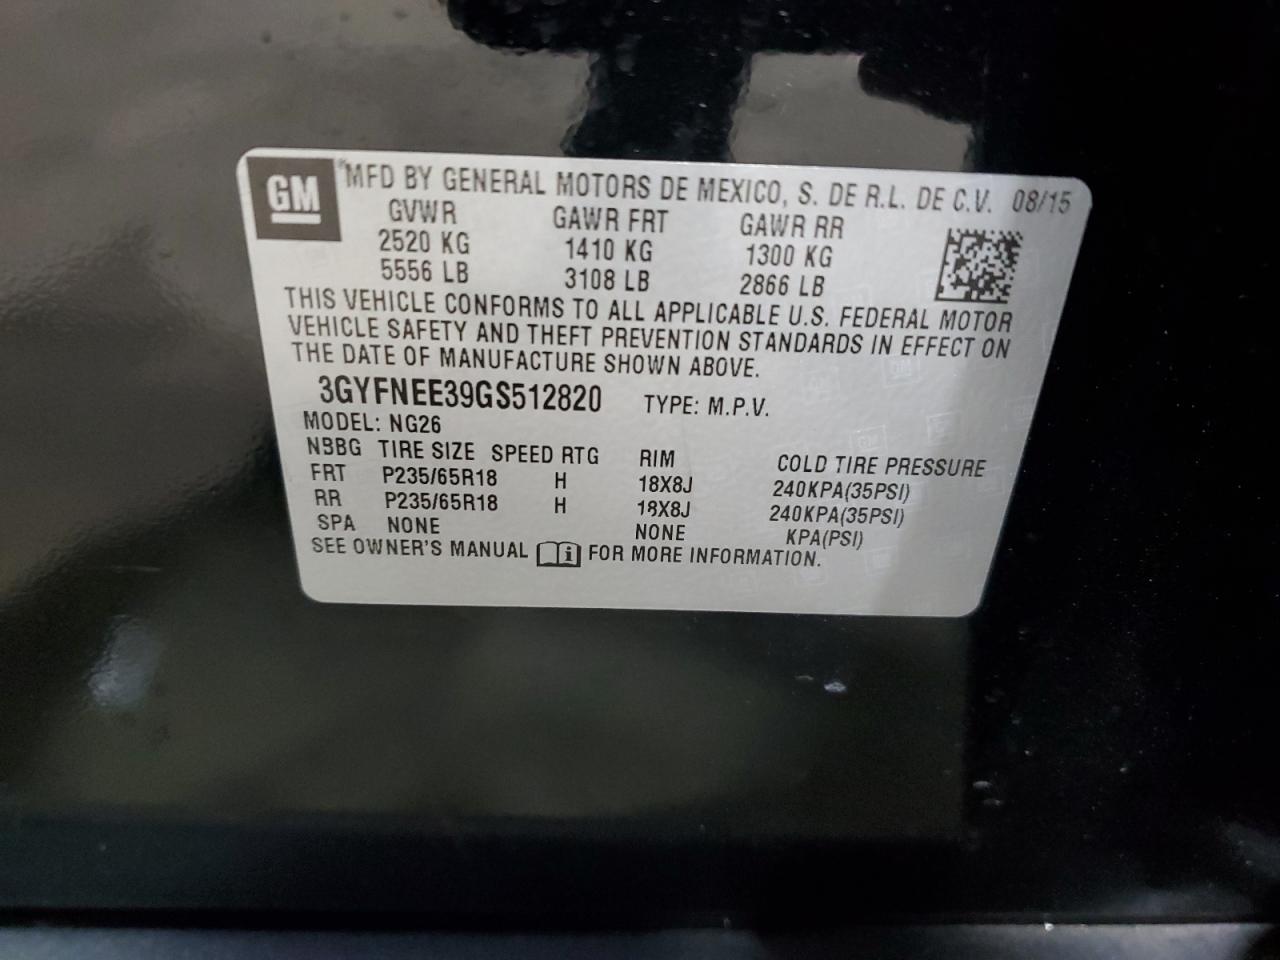 GM
MFD BY GENERAL MOTORS DE MEXICO, S. DE R.L. DE C.V. 08/15
GVWR GAWR FRT GAWR RR
2520 KG 1410 KG 1300 KG
5556 LB 3108 LB 2866 LB
THIS VEHICLE CONFORMS TO ALL APPLICABLE U.S. FEDERAL MOTOR
VEHICLE SAFETY AND THEFT PREVENTION STANDARDS IN EFFECT ON
THE DATE OF MANUFACTURE SHOWN ABOVE.
3GYFNEE39GS512820 TYPE: M.P.V.
MODEL: NG26
NBBG TIRE SIZE SPEED RTG RIM COLD TIRE PRESSURE
FRT P235/65R18 H 18X8J 240KPA(35PSI)
RR P235/65R18 H 18X8J 240KPA(35PSI)
SPA NONE NONE KPA(PSI)
SEE OWNER'S MANUAL i FOR MORE INFORMATION.